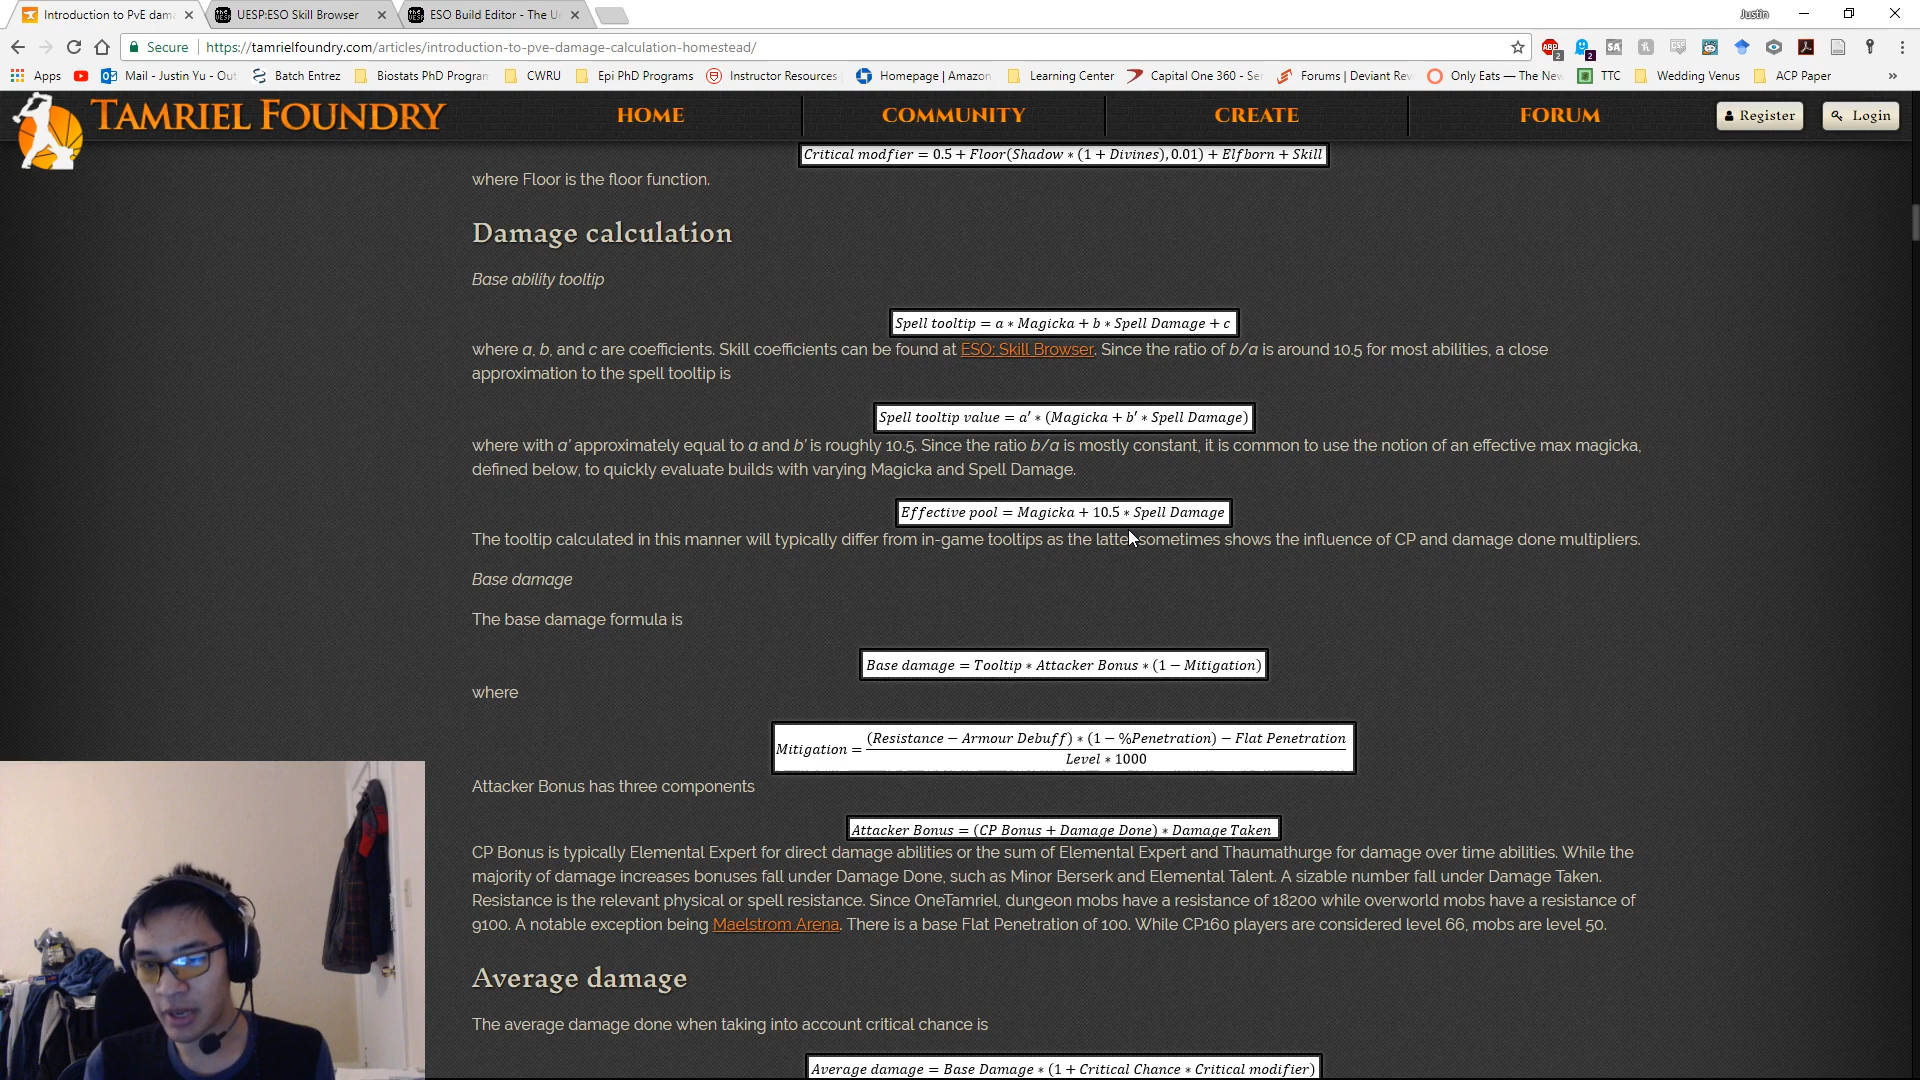 Introduction to PvE dam
UESP:ESO Skill Browser
ESO Build Editor - The U
Justin
Secure
https://tamrielfoundry.com/articles/introduction-to-pve-damage-calculation-homestead/
Apps
Mail - Justin Yu - Out
Batch Entrez
Biostats PhD Program
CWRU
Epi PhD Programs
Instructor Resources
Homepage | Amazon
Learning Center
Capital One 360 - Se
Forums | Deviant Rev
Only Eats — The New
TTC
Wedding Venus
ACP Paper
»
TAMRIEL FOUNDRY
HOME
COMMUNITY
CREATE
FORUM
Register
Login
Critical modfier = 0.5 + Floor(Shadow * (1 + Divines), 0.01) + Elfborn + Skill
where Floor is the floor function.
Damage calculation
Base ability tooltip
Spell tooltip = a * Magicka + b * Spell Damage + c
where a, b, and c are coefficients. Skill coefficients can be found at ESO: Skill Browser. Since the ratio of b/a is around 10.5 for most abilities, a close
approximation to the spell tooltip is
Spell tooltip value = a′ * (Magicka + b′ * Spell Damage)
where with a’ approximately equal to a and b’ is roughly 10.5. Since the ratio b/a is mostly constant, it is common to use the notion of an effective max magicka,
defined below, to quickly evaluate builds with varying Magicka and Spell Damage.
Effective pool = Magicka + 10.5 * Spell Damage
The tooltip calculated in this manner will typically differ from in-game tooltips as the latter sometimes shows the influence of CP and damage done multipliers.
Base damage
The base damage formula is
Base damage = Tooltip * Attacker Bonus * (1 − Mitigation)
where
Mitigation = (Resistance − Armour Debuff) * (1 − %Penetration) − Flat Penetration
Level * 1000
Attacker Bonus has three components
Attacker Bonus = (CP Bonus + Damage Done) * Damage Taken
CP Bonus is typically Elemental Expert for direct damage abilities or the sum of Elemental Expert and Thaumathurge for damage over time abilities. While the
majority of damage increases bonuses fall under Damage Done, such as Minor Berserk and Elemental Talent. A sizable number fall under Damage Taken.
Resistance is the relevant physical or spell resistance. Since OneTamriel, dungeon mobs have a resistance of 18200 while overworld mobs have a resistance of
9100. A notable exception being Maelstrom Arena. There is a base Flat Penetration of 100. While CP160 players are considered level 66, mobs are level 50.
Average damage
The average damage done when taking into account critical chance is
Average damage = Base Damage * (1 + Critical Chance * Critical modifier)